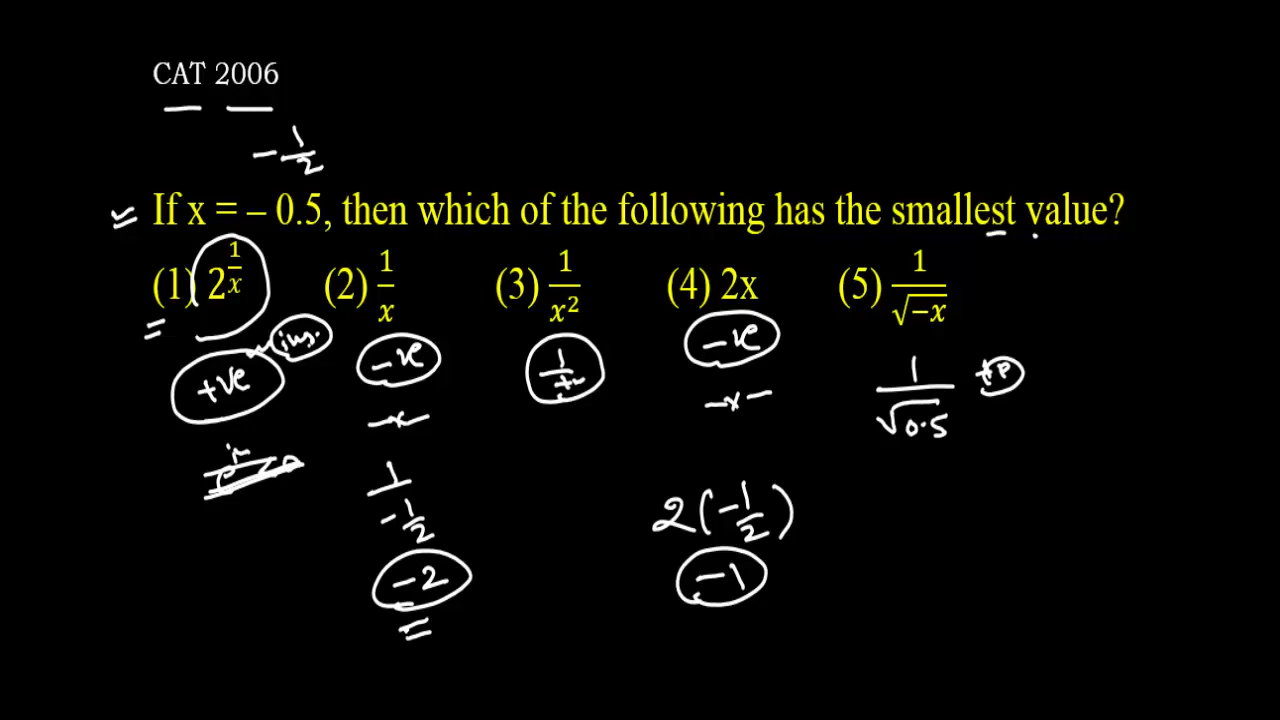 CAT 2006
-1/2
If x = – 0.5, then which of the following has the smallest value?
(1) 2^(1/x) (2) 1/x (3) 1/x² (4) 2x (5) 1/√(−x)
+ve -ve 1/+ve -ve 1/√0.5
1/(-1/2) 2(-1/2)
-2 -1